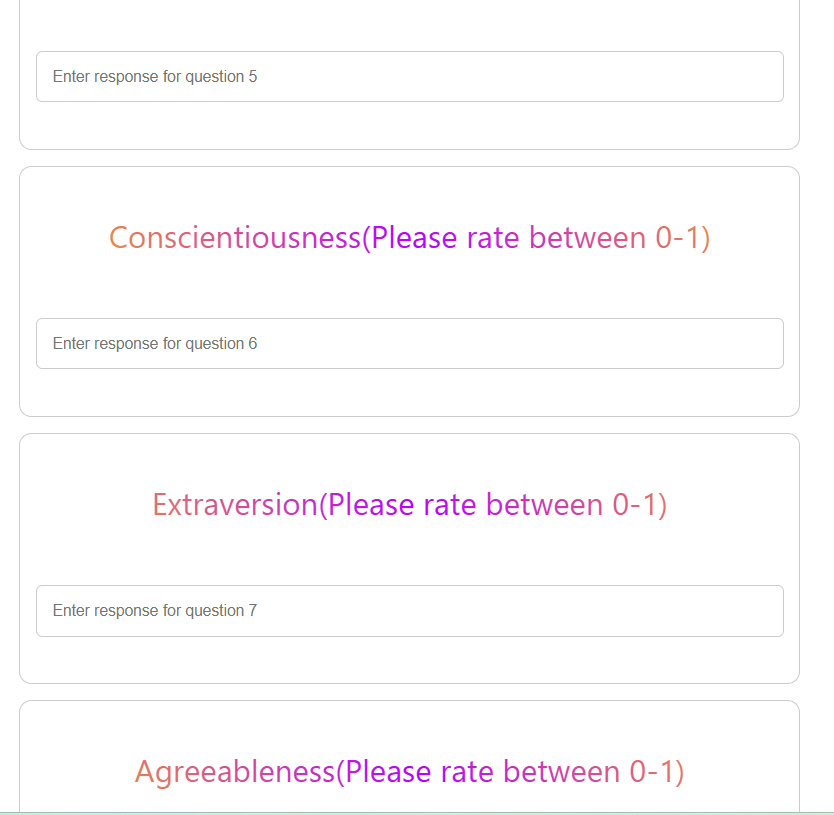 Enter response for question 5
Conscientiousness(Please rate between 0-1)
Enter response for question 6
Extraversion(Please rate between 0-1)
Enter response for question 7
Agreeableness(Please rate between 0-1)